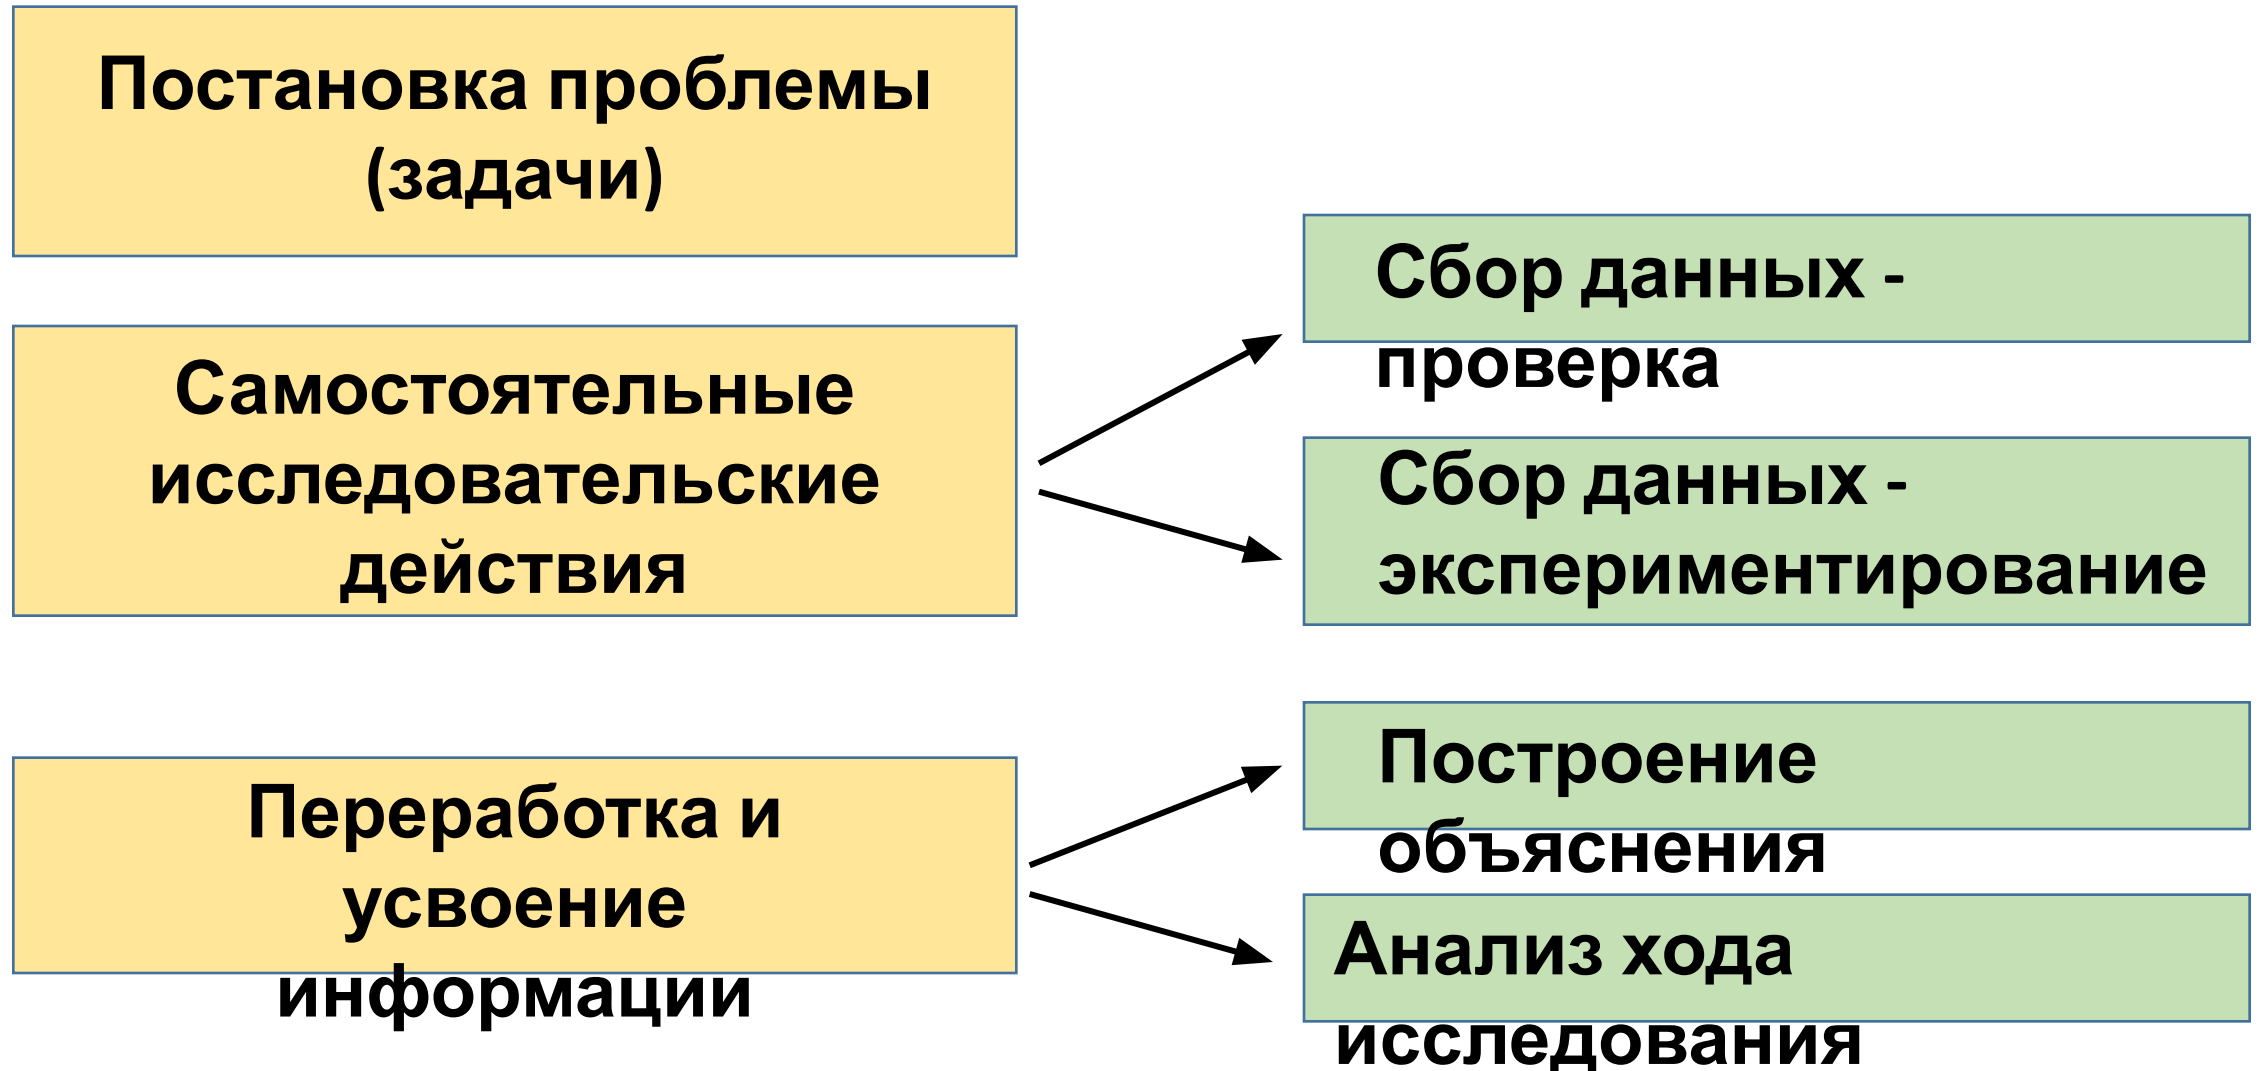 Постановка проблемы
(задачи)
Самостоятельные
исследовательские
действия
Сбор данных -
проверка
Сбор данных -
экспериментирование
Переработка и
усвоение
информации
Построение
объяснения
Анализ хода
исследования